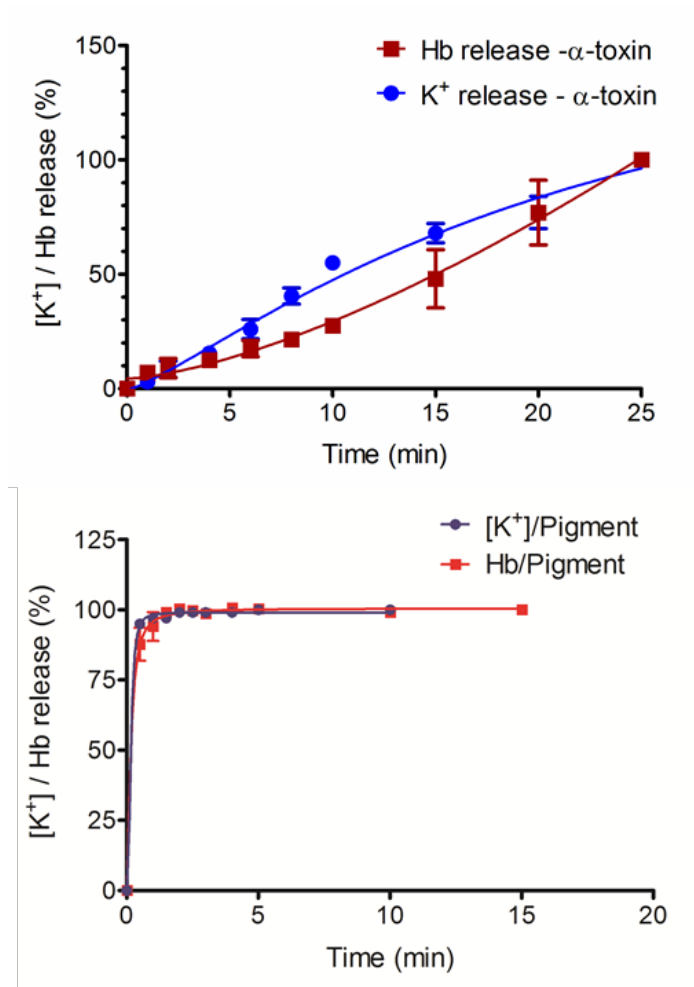 150
100
50
0
[K⁺] / Hb release (%)
Hb release -α-toxin
K⁺ release - α-toxin
0 5 10 15 20 25
Time (min)
125
100
75
50
25
0
[K⁺] / Hb release (%)
[K⁺]/Pigment
Hb/Pigment
0 5 10 15 20
Time (min)